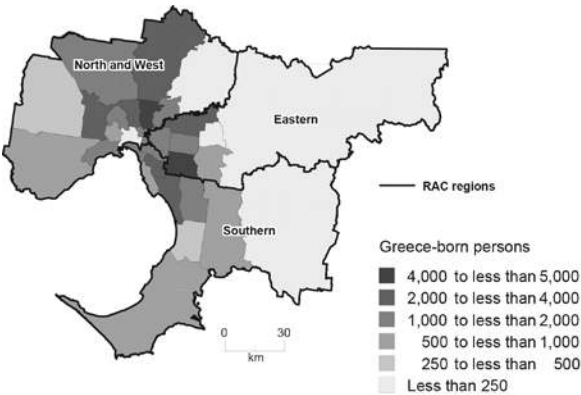 North and West
Eastern
RAC regions
Southern
Greece-born persons
4,000 to less than 5,000
2,000 to less than 4,000
1,000 to less than 2,000
500 to less than 1,000
250 to less than 500
Less than 250
0 30
km